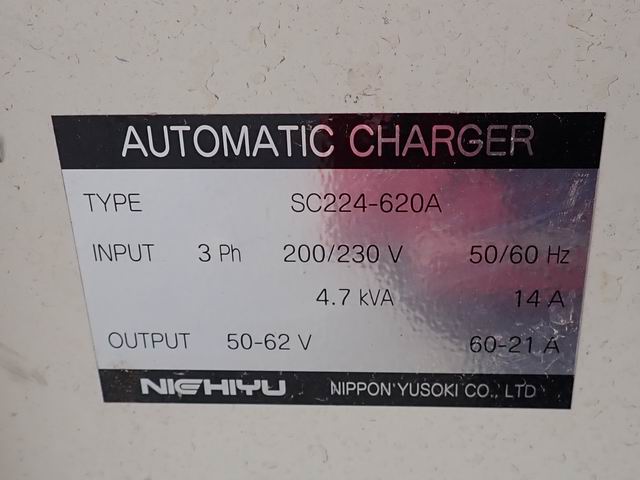 AUTOMATIC CHARGER
TYPE SC224-620A
INPUT 3 Ph 200/230 V 50/60 Hz
4.7 kVA 14 A
OUTPUT 50-62 V 60-21 A
NICHIYU NIPPON YUSOKI CO., LTD